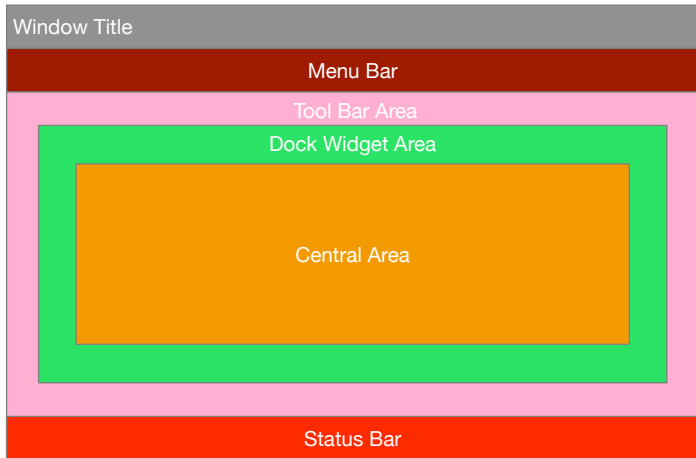 Window Title
Menu Bar
Tool Bar Area
Dock Widget Area
Central Area
Status Bar